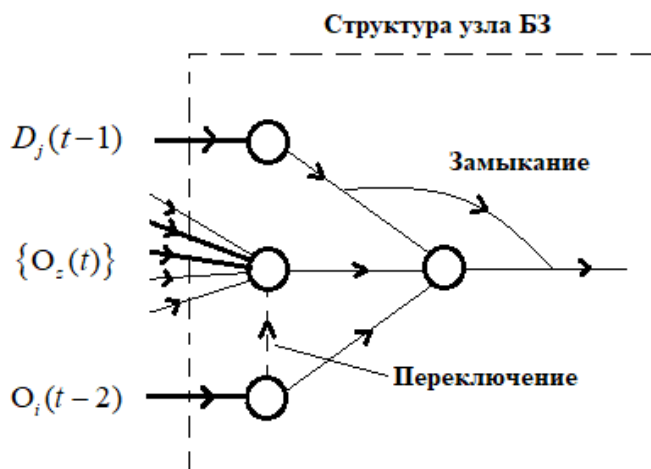 Структура узла БЗ
D_j(t−1)
Замыкание
{O_z(t)}
Переключение
O_i(t−2)